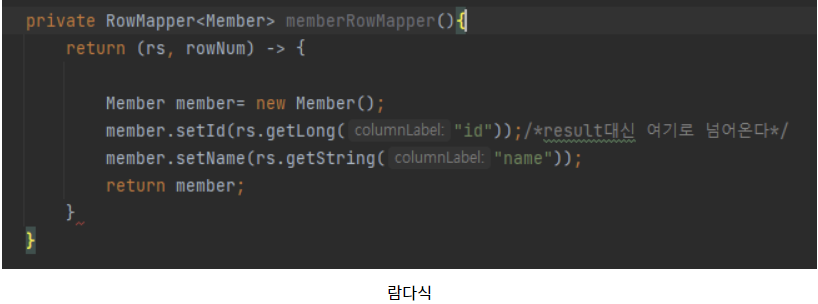 private RowMapper<Member> memberRowMapper(){
return (rs, rowNum) -> {
Member member= new Member();
member.setId(rs.getLong( columnLabel: "id"));/*result대신 여기로 넘어온다*/
member.setName(rs.getString( columnLabel: "name"));
return member;
}
}
람다식